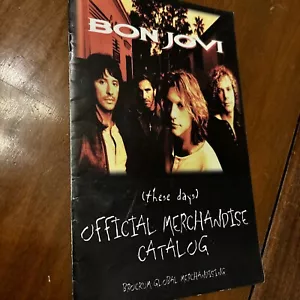 BON JOVI
(these days)
OFFICIAL MERCHANDISE
CATALOG
BROCKUM GLOBAL MERCHANDISING